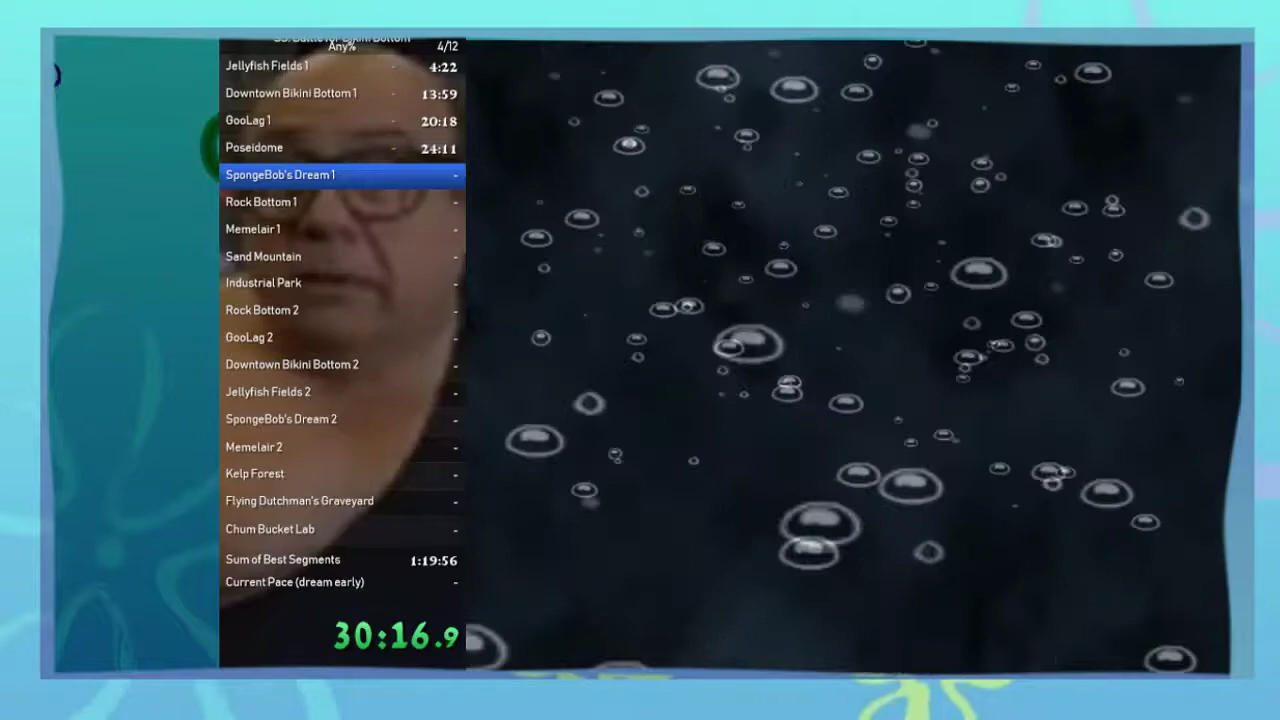 Any% 4/12
Jellyfish Fields 1 - 4:22
Downtown Bikini Bottom 1 - 13:59
GooLag 1 - 20:18
Poseidome - 24:11
SpongeBob's Dream 1 -
Rock Bottom 1 -
Memelair 1 -
Sand Mountain -
Industrial Park -
Rock Bottom 2 -
GooLag 2 -
Downtown Bikini Bottom 2 -
Jellyfish Fields 2 -
SpongeBob's Dream 2 -
Memelair 2 -
Kelp Forest -
Flying Dutchman's Graveyard -
Chum Bucket Lab -
Sum of Best Segments 1:19:56
Current Pace (dream early) -
30:16.9